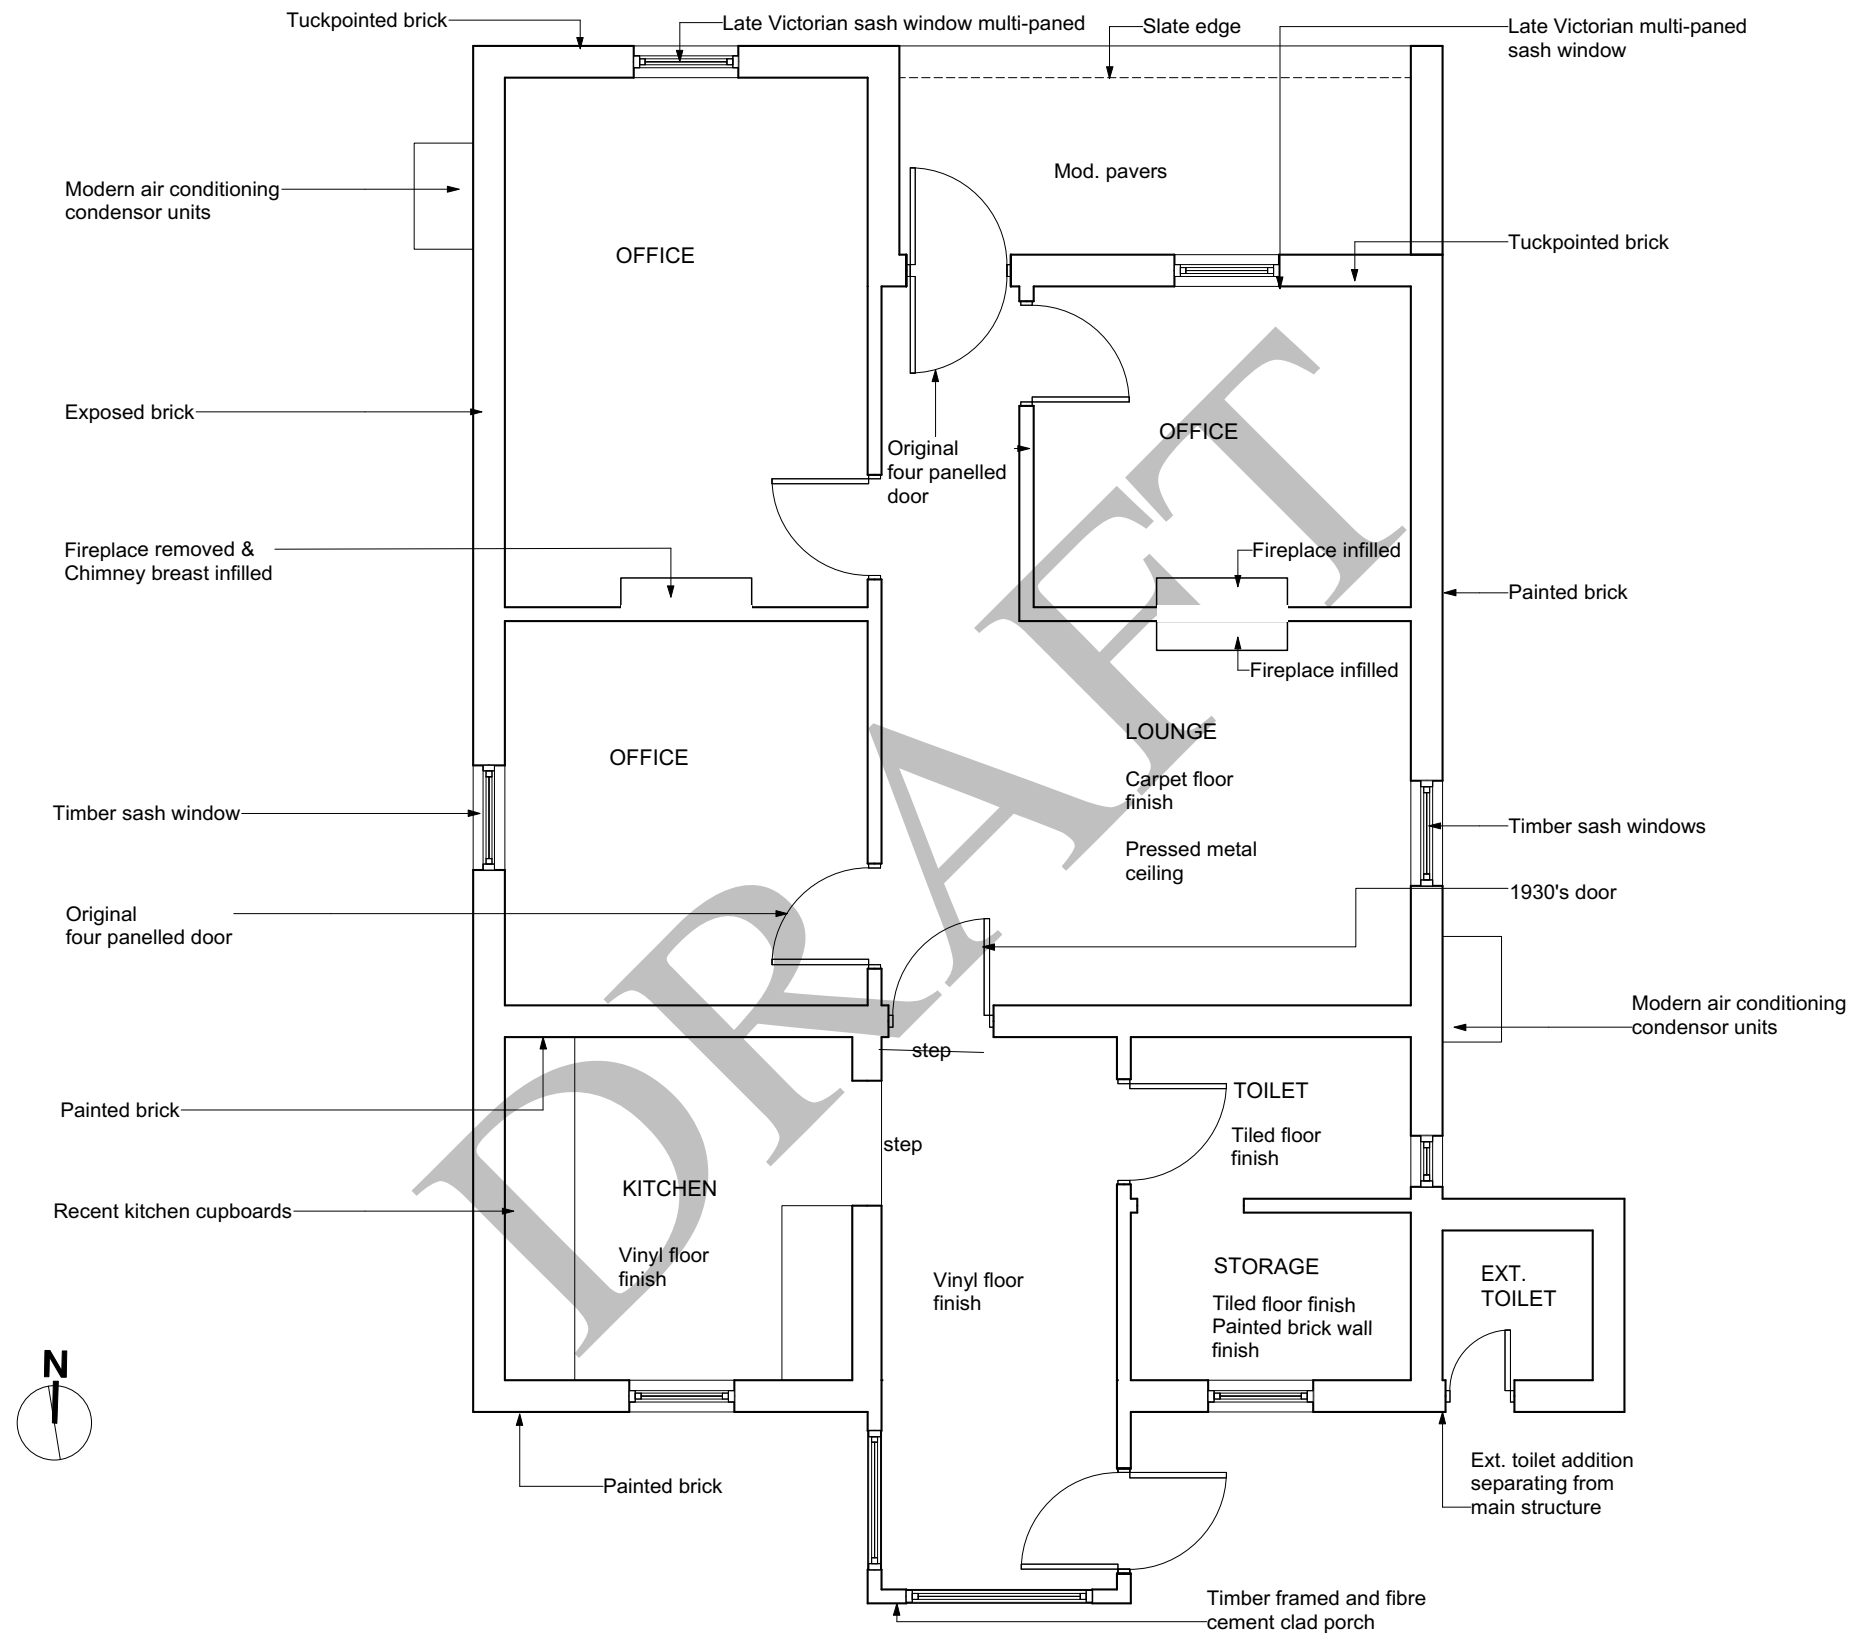 Tuckpointed brick
Late Victorian sash window multi-paned
Slate edge
Late Victorian multi-paned
sash window
Modern air conditioning
condensor units
Mod. pavers
OFFICE
Tuckpointed brick
Exposed brick
OFFICE
Original
four panelled
door
Fireplace removed &
Chimney breast infilled
Fireplace infilled
Painted brick
Fireplace infilled
OFFICE
LOUNGE
Carpet floor
finish
Pressed metal
ceiling
Timber sash window
Timber sash windows
1930's door
Original
four panelled door
Modern air conditioning
condensor units
step
Painted brick
TOILET
Tiled floor
finish
step
KITCHEN
Vinyl floor
finish
Recent kitchen cupboards
Vinyl floor
finish
STORAGE
Tiled floor finish
Painted brick wall
finish
EXT.
TOILET
N
Painted brick
Ext. toilet addition
separating from
main structure
Timber framed and fibre
cement clad porch
DRAFT